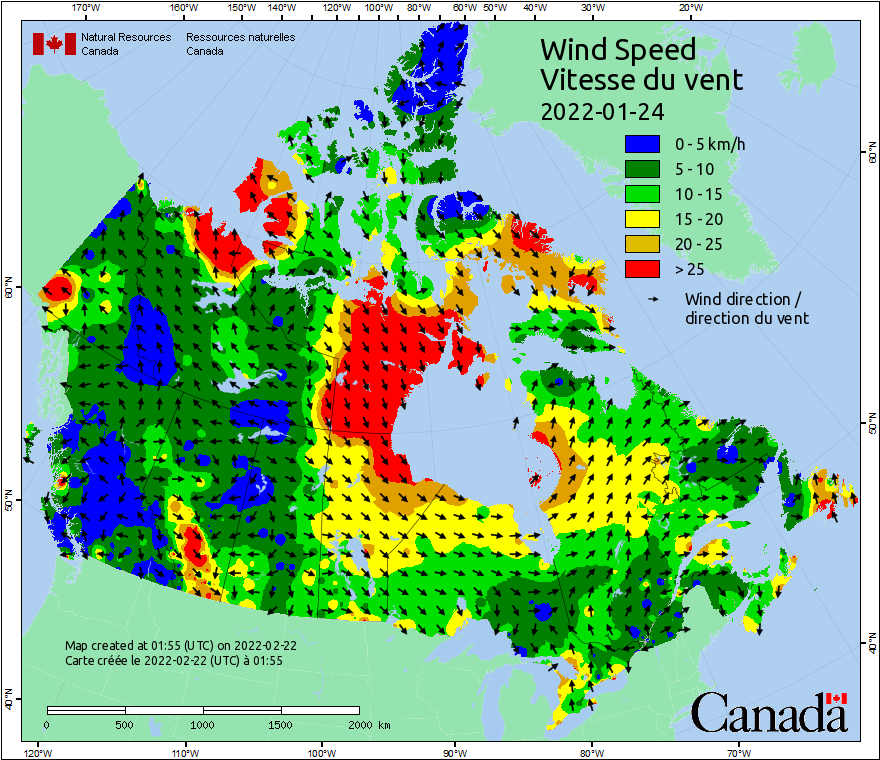 170°W 160°W 150°W 140°W 120°W 100°W 80°W 60°W 50°W 40°W 30°W 20°W
Natural Resources Ressources naturelles
Canada Canada
Wind Speed
Vitesse du vent
2022-01-24
0 - 5 km/h
5 - 10
10 - 15
15 - 20
20 - 25
> 25
Wind direction /
direction du vent
60°N
60°N
50°N
50°N
40°N
40°N
Map created at 01:55 (UTC) on 2022-02-22
Carte créée le 2022-02-22 (UTC) à 01:55
0 500 1000 1500 2000 km
Canada
120°W 110°W 100°W 90°W 80°W 70°W